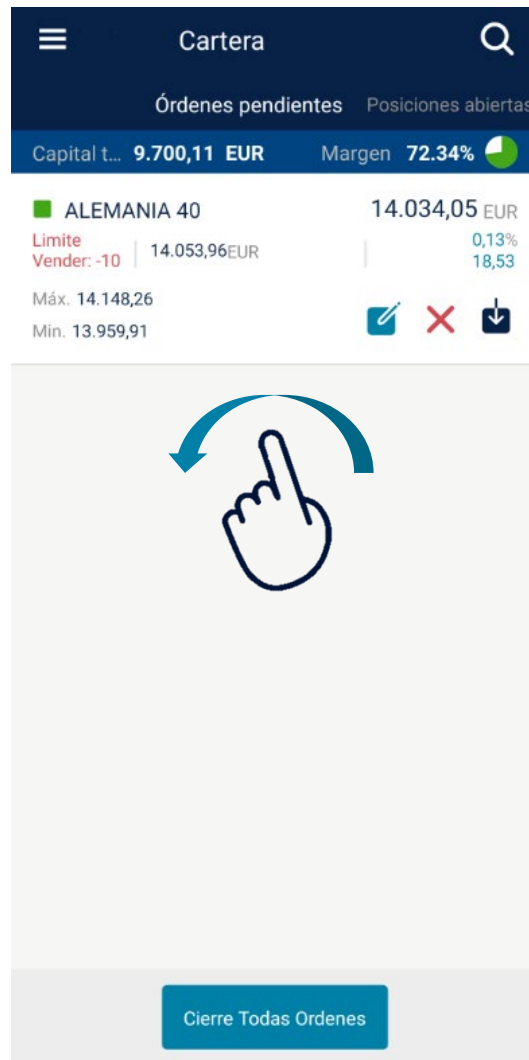 Cartera
Órdenes pendientes Posiciones abiertas
Capital t... 9.700,11 EUR Margen 72.34%
ALEMANIA 40 14.034,05 EUR
Limite 0,13%
Vender: -10 14.053,96EUR 18,53
Máx. 14.148,26
Min. 13.959,91
Cierre Todas Ordenes